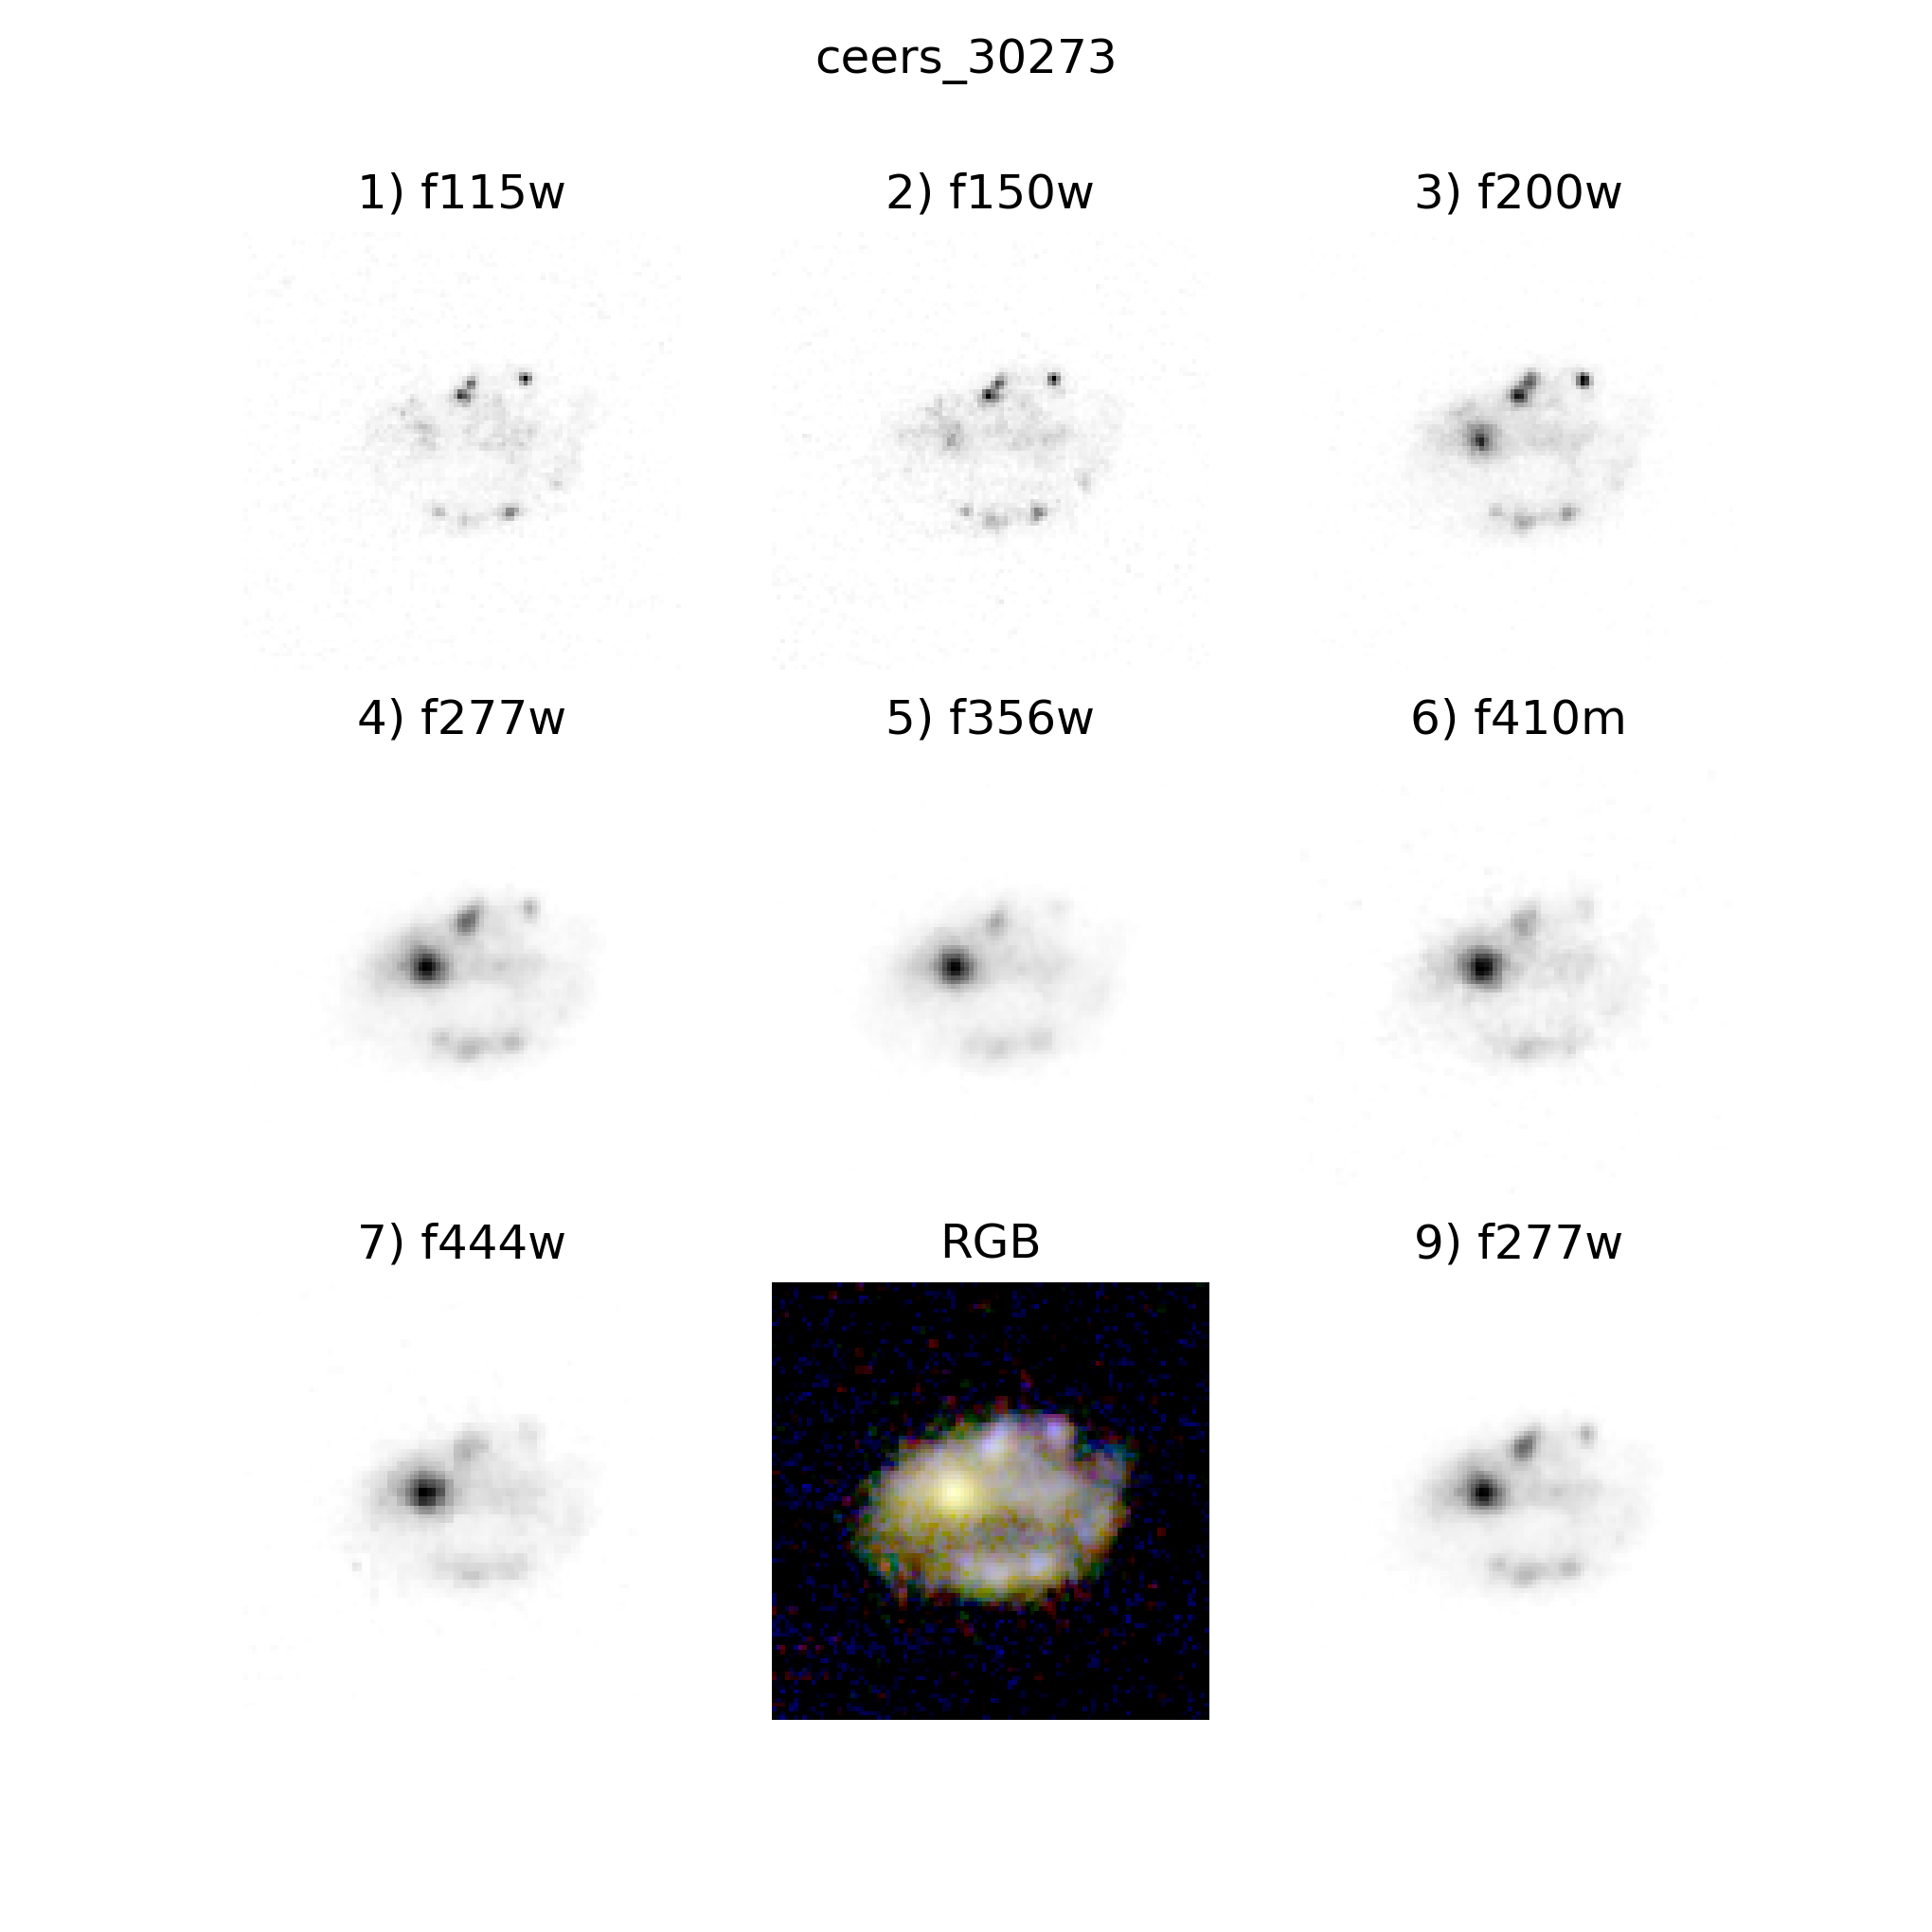 ceers_30273
1) f115w
2) f150w
3) f200w
4) f277w
5) f356w
6) f410m
7) f444w
RGB
9) f277w